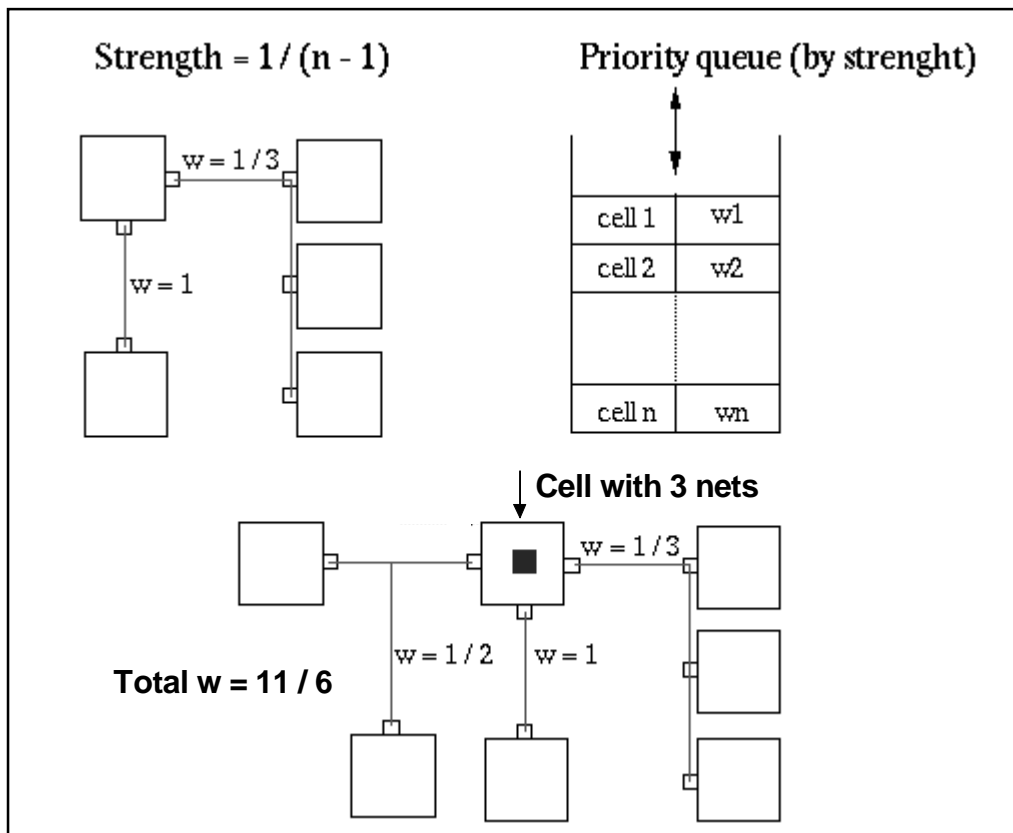 Strength = 1 / (n - 1)
Priority queue (by strenght)
w = 1 / 3
w = 1
cell 1 w1
cell 2 w2
cell n wn
Cell with 3 nets
w = 1 / 3
w = 1 / 2
w = 1
Total w = 11 / 6